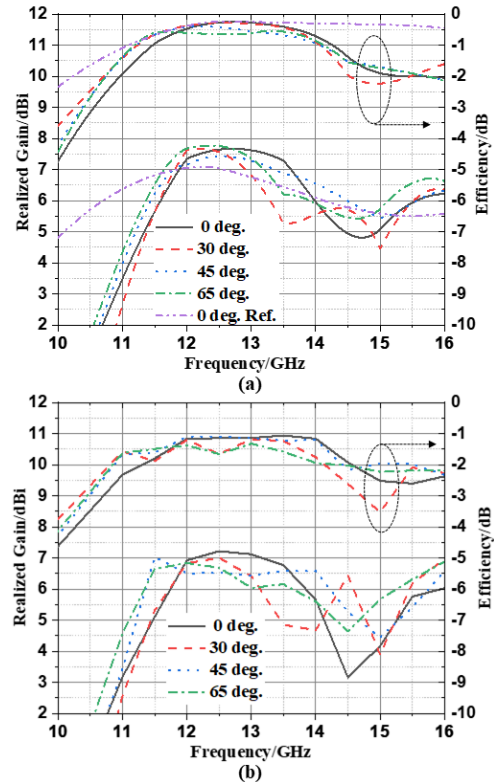 12
11
10
9
8
7
6
5
4
3
2
Realized Gain/dBi
0
-1
-2
-3
-4
-5
-6
-7
-8
-9
-10
Efficiency/dB
0 deg.
30 deg.
45 deg.
65 deg.
0 deg. Ref.
10 11 12 13 14 15 16
Frequency/GHz
(a)
12
11
10
9
8
7
6
5
4
3
2
Realized Gain/dBi
0
-1
-2
-3
-4
-5
-6
-7
-8
-9
-10
Efficiency/dB
0 deg.
30 deg.
45 deg.
65 deg.
10 11 12 13 14 15 16
Frequency/GHz
(b)